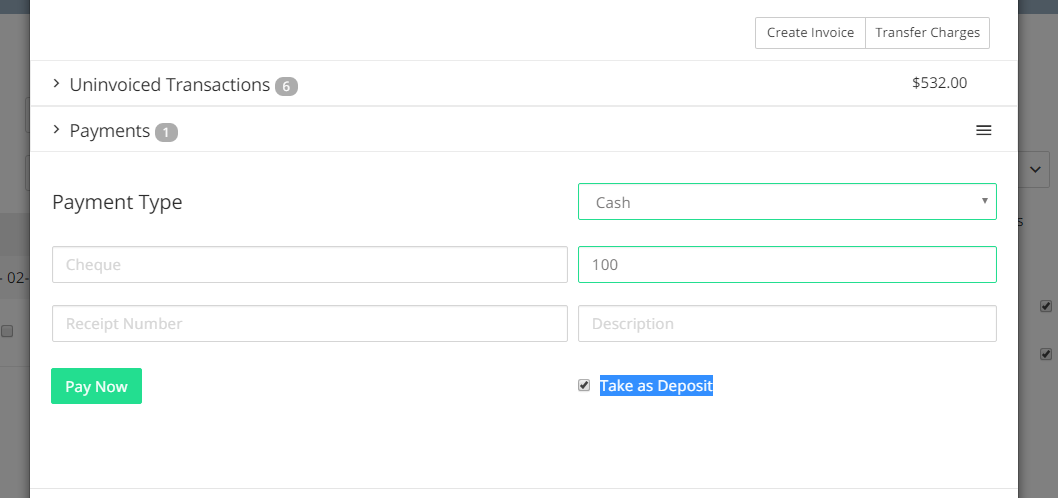 Create Invoice Transfer Charges
Uninvoiced Transactions 6 $532.00
Payments 1
Payment Type Cash
Cheque 100
Receipt Number Description
Pay Now Take as Deposit
- 02-
s